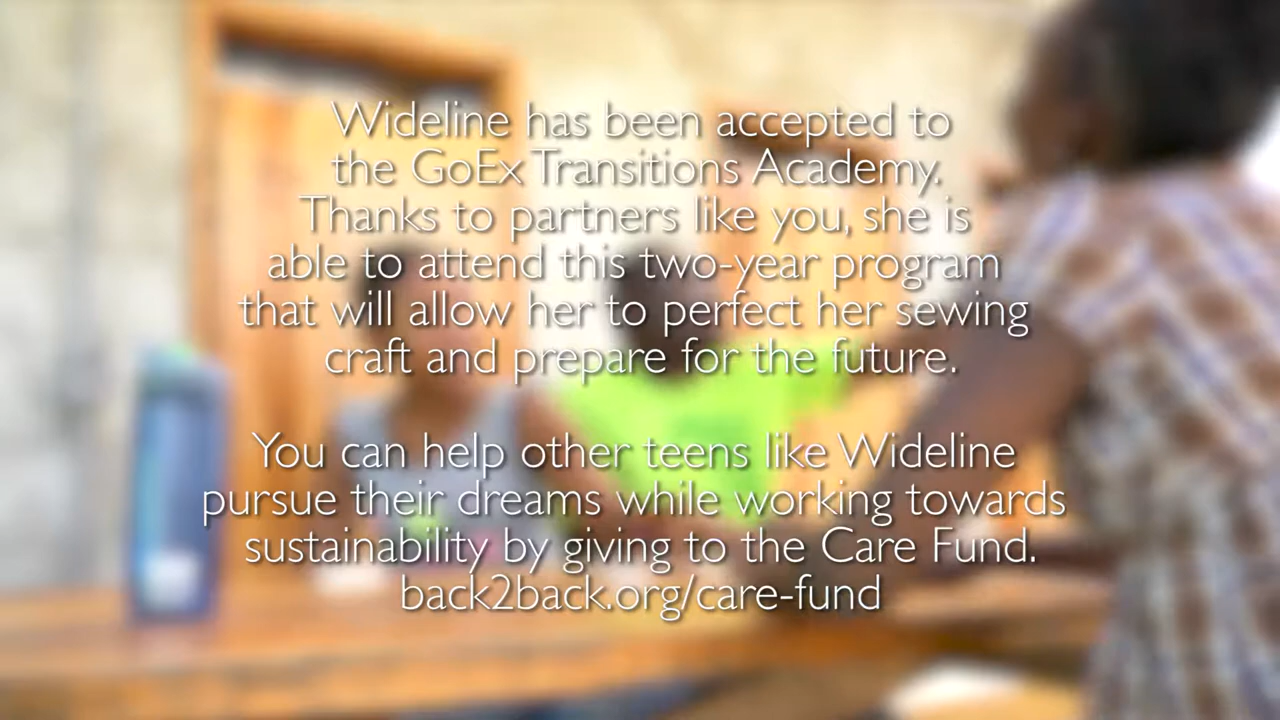 Wideline has been accepted to
the GoEx Transitions Academy.
Thanks to partners like you, she is
able to attend this two-year program
that will allow her to perfect her sewing
craft and prepare for the future.
You can help other teens like Wideline
pursue their dreams while working towards
sustainability by giving to the Care Fund.
back2back.org/care-fund